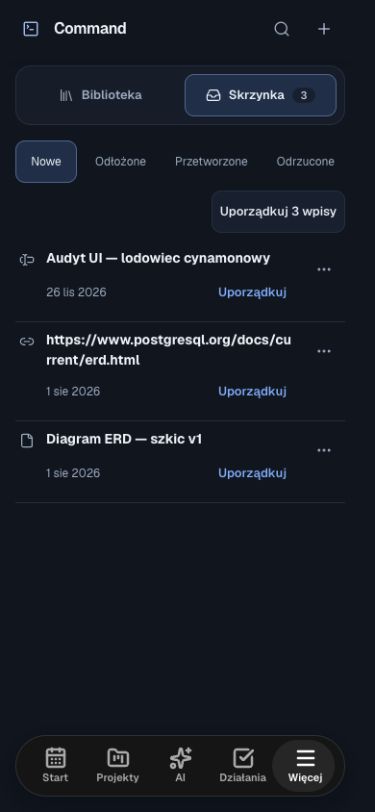 Command
Biblioteka
Skrzynka 3
Nowe
Odłożone
Przetworzone
Odrzucone
Uporządkuj 3 wpisy
Audyt UI — lodowiec cynamonowy
26 lis 2026
Uporządkuj
https://www.postgresql.org/docs/cu
rrent/erd.html
1 sie 2026
Uporządkuj
Diagram ERD — szkic v1
1 sie 2026
Uporządkuj
Start
Projekty
AI
Działania
Więcej